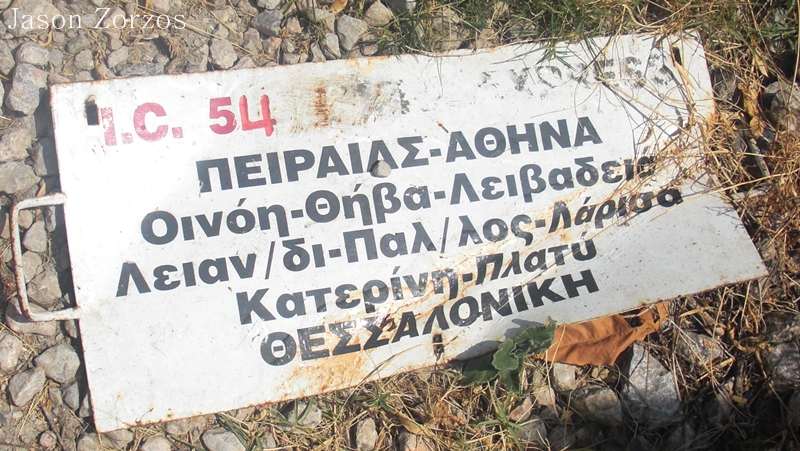 Jason Zorzos
I.C. 54
ΠΕΙΡΑΙΑΣ-ΑΘΗΝΑ
Οινόη-Θήβα-Λειβαδειά
Λειαν/δι-Παλ/λος-Λάρισα
Κατερίνη-Πλατύ
ΘΕΣΣΑΛΟΝΙΚΗ